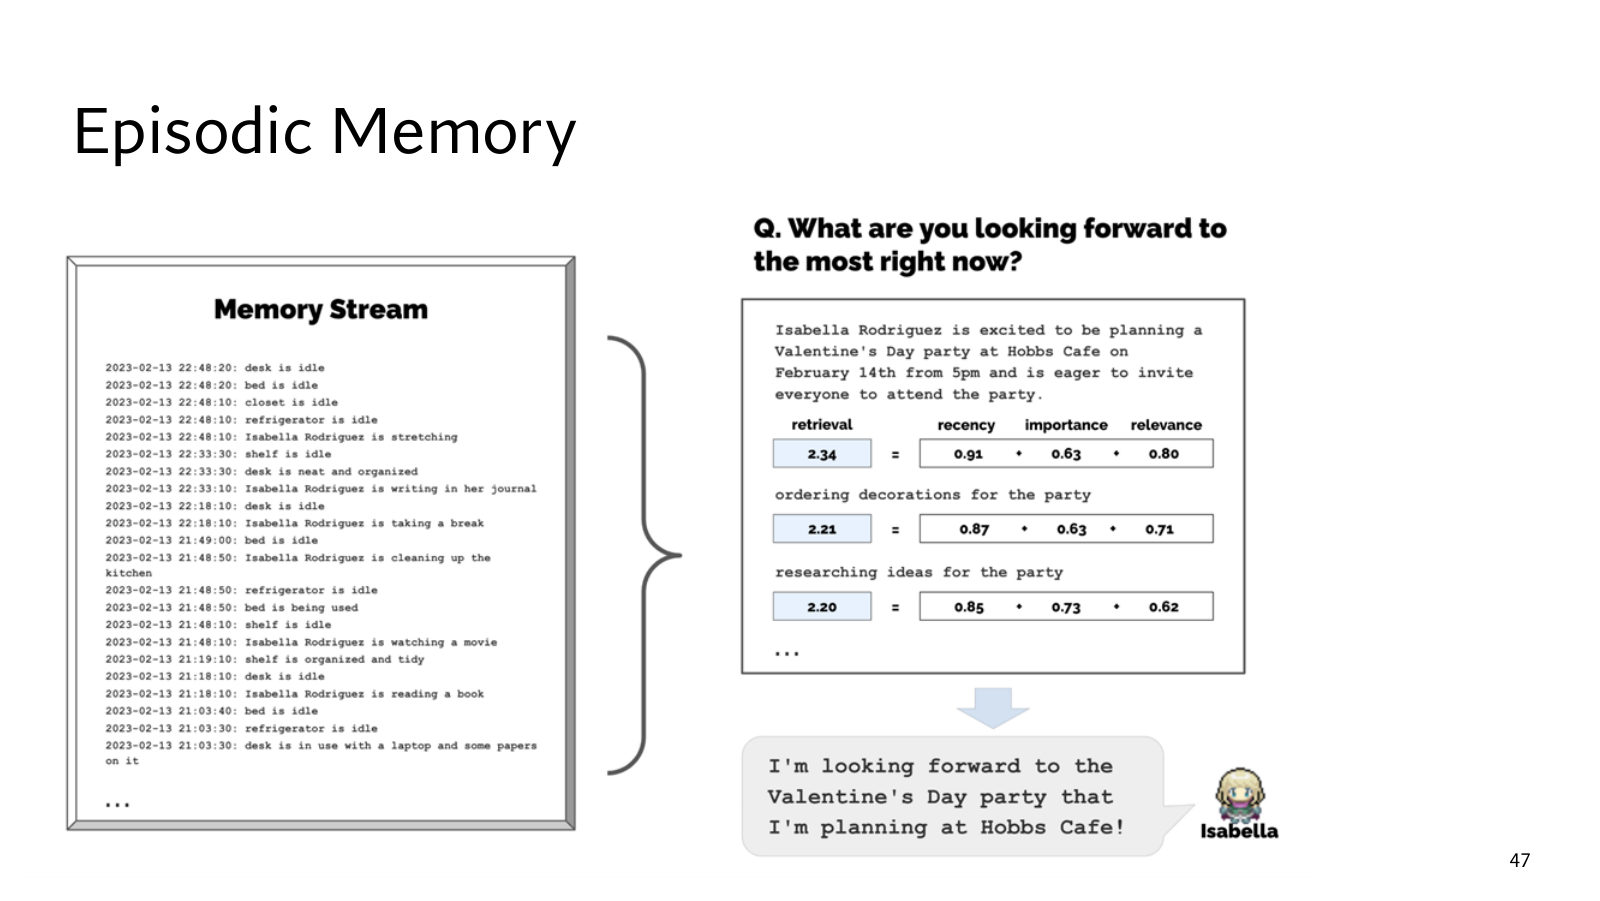 Episodic Memory
Memory Stream
2023-02-13 22:48:20: desk is idle
2023-02-13 22:48:20: bed is idle
2023-02-13 22:48:10: closet is idle
2023-02-13 22:48:10: refrigerator is idle
2023-02-13 22:48:10: Isabella Rodriguez is stretching
2023-02-13 22:33:30: shelf is idle
2023-02-13 22:33:30: desk is neat and organized
2023-02-13 22:33:10: Isabella Rodriguez is writing in her journal
2023-02-13 22:18:10: desk is idle
2023-02-13 22:18:10: Isabella Rodriguez is taking a break
2023-02-13 21:49:00: bed is idle
2023-02-13 21:48:50: Isabella Rodriguez is cleaning up the
kitchen
2023-02-13 21:48:50: refrigerator is idle
2023-02-13 21:48:50: bed is being used
2023-02-13 21:48:10: shelf is idle
2023-02-13 21:48:10: Isabella Rodriguez is watching a movie
2023-02-13 21:19:10: shelf is organized and tidy
2023-02-13 21:18:10: desk is idle
2023-02-13 21:18:10: Isabella Rodriguez is reading a book
2023-02-13 21:03:40: bed is idle
2023-02-13 21:03:30: refrigerator is idle
2023-02-13 21:03:30: desk is in use with a laptop and some papers
on it
...
Q. What are you looking forward to
the most right now?
Isabella Rodriguez is excited to be planning a
Valentine's Day party at Hobbs Cafe on
February 14th from 5pm and is eager to invite
everyone to attend the party.
retrieval recency importance relevance
2.34 = 0.91 + 0.63 + 0.80
ordering decorations for the party
2.21 = 0.87 + 0.63 + 0.71
researching ideas for the party
2.20 = 0.85 + 0.73 + 0.62
...
I'm looking forward to the
Valentine's Day party that
I'm planning at Hobbs Cafe!
Isabella
47